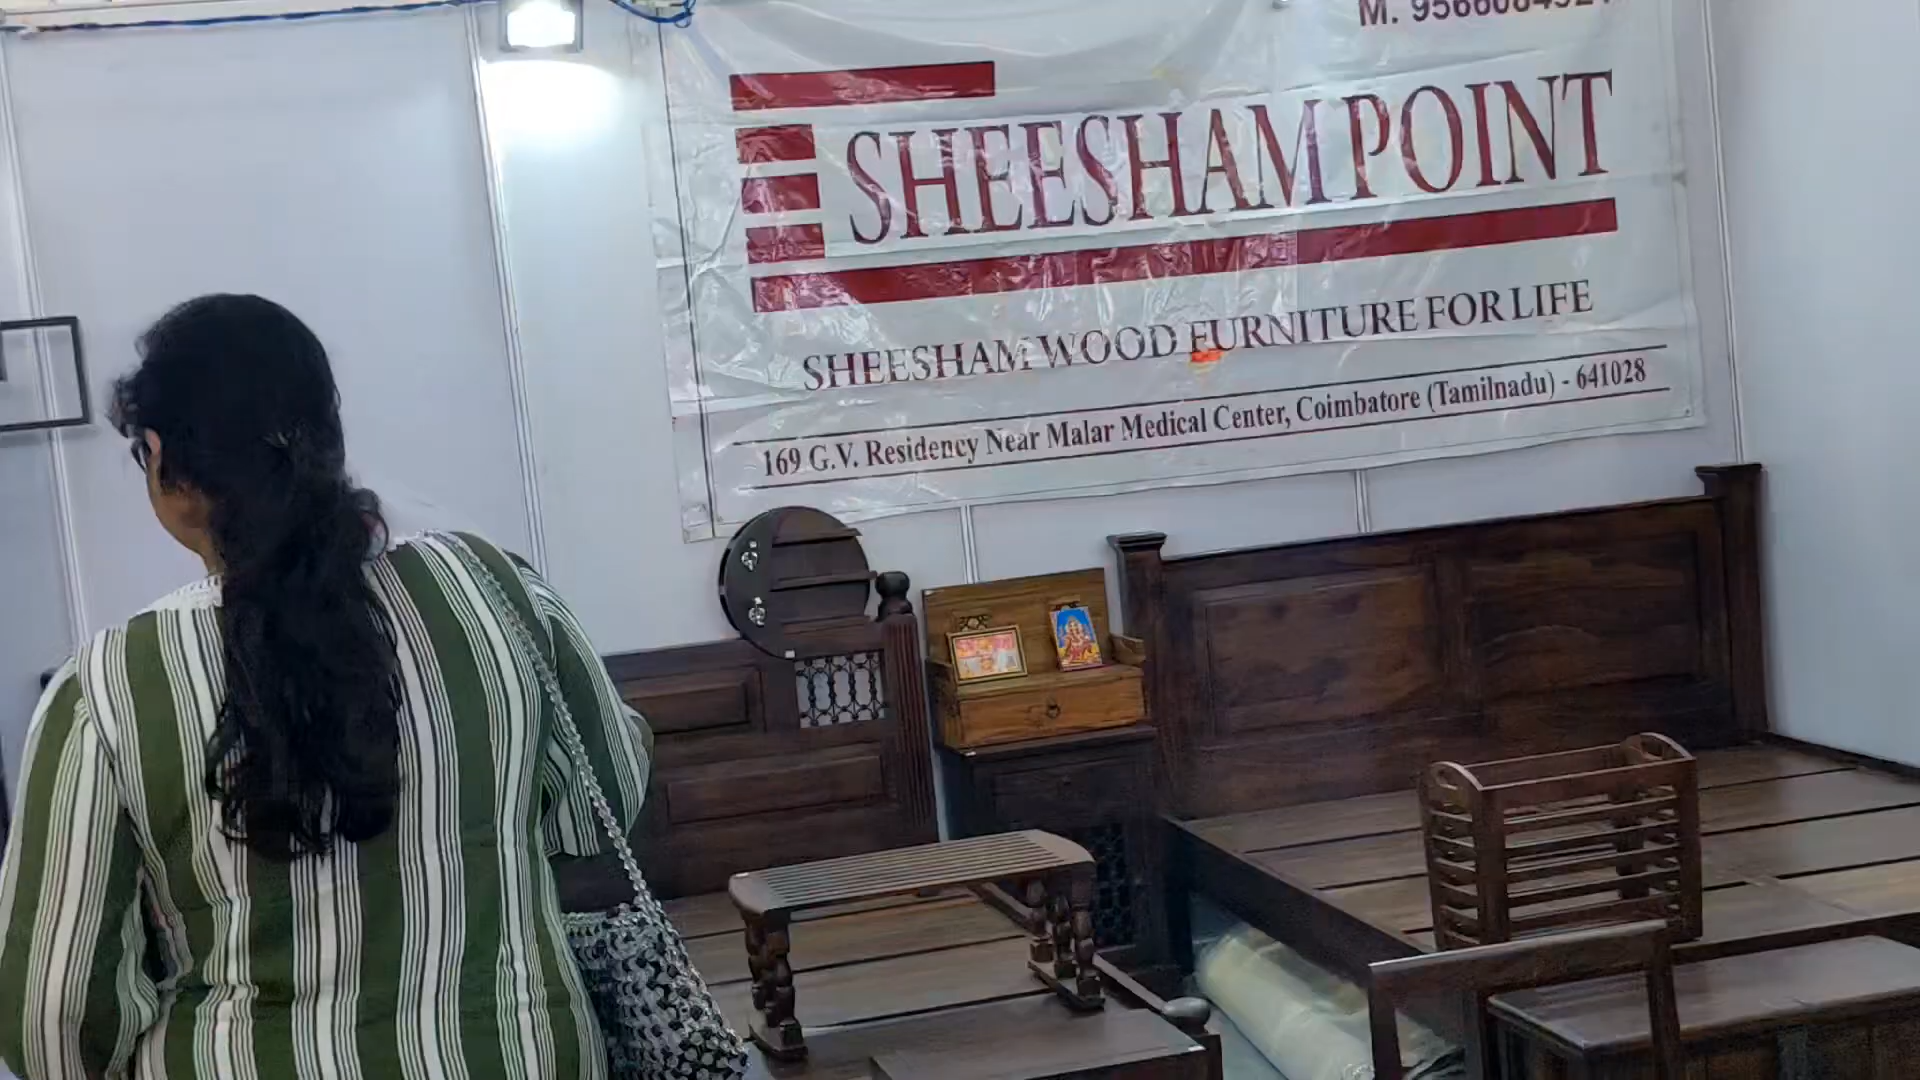 M.
SHEESHAM POINT
SHEESHAM WOOD FURNITURE FOR LIFE
169 G.V. Residency Near Malar Medical Center, Coimbatore (Tamilnadu) - 641028